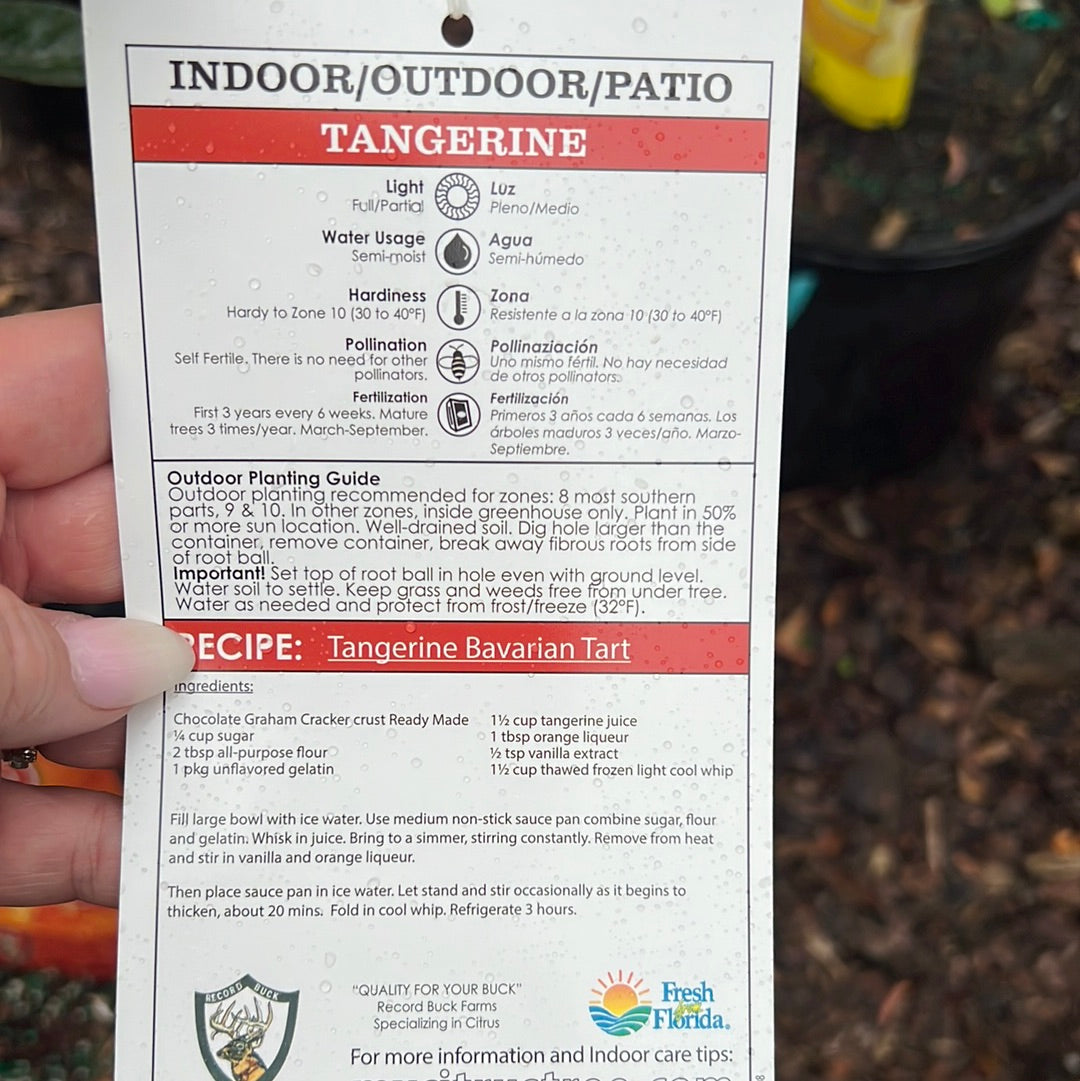 INDOOR/OUTDOOR/PATIO
TANGERINE
Light
Full/Partial
Luz
Pleno/Medio
Water Usage
Semi-moist
Agua
Semi-húmedo
Hardiness
Hardy to Zone 10 (30 to 40ºF)
Zona
Resistente a la zona 10 (30 to 40ºF)
Pollination
Self Fertile. There is no need for other
pollinators.
Pollinaziación
Uno mismo fértil. No hay necesidad
de otros pollinators.
Fertilization
First 3 years every 6 weeks. Mature
trees 3 times/year. March-September.
Fertilización
Primeros 3 años cada 6 semanas. Los
árboles maduros 3 veces/año. Marzo-
Septiembre.
Outdoor Planting Guide
Outdoor planting recommended for zones: 8 most southern
parts, 9 & 10. In other zones, inside greenhouse only. Plant in 50%
or more sun location. Well-drained soil. Dig hole larger than the
container, remove container, break away fibrous roots from side
of root ball.
Important! Set top of root ball in hole even with ground level.
Water soil to settle. Keep grass and weeds free from under tree.
Water as needed and protect from frost/freeze (32ºF).
RECIPE: Tangerine Bavarian Tart
Ingredients:
Chocolate Graham Cracker crust Ready Made
¼ cup sugar
2 tbsp all-purpose flour
1 pkg unflavored gelatin
1½ cup tangerine juice
1 tbsp orange liqueur
½ tsp vanilla extract
1½ cup thawed frozen light cool whip
Fill large bowl with ice water. Use medium non-stick sauce pan combine sugar, flour
and gelatin. Whisk in juice. Bring to a simmer, stirring constantly. Remove from heat
and stir in vanilla and orange liqueur.
Then place sauce pan in ice water. Let stand and stir occasionally as it begins to
thicken, about 20 mins. Fold in cool whip. Refrigerate 3 hours.
RECORD BUCK
"QUALITY FOR YOUR BUCK"
Record Buck Farms
Specializing in Citrus
Fresh
from
Florida.
For more information and Indoor care tips: